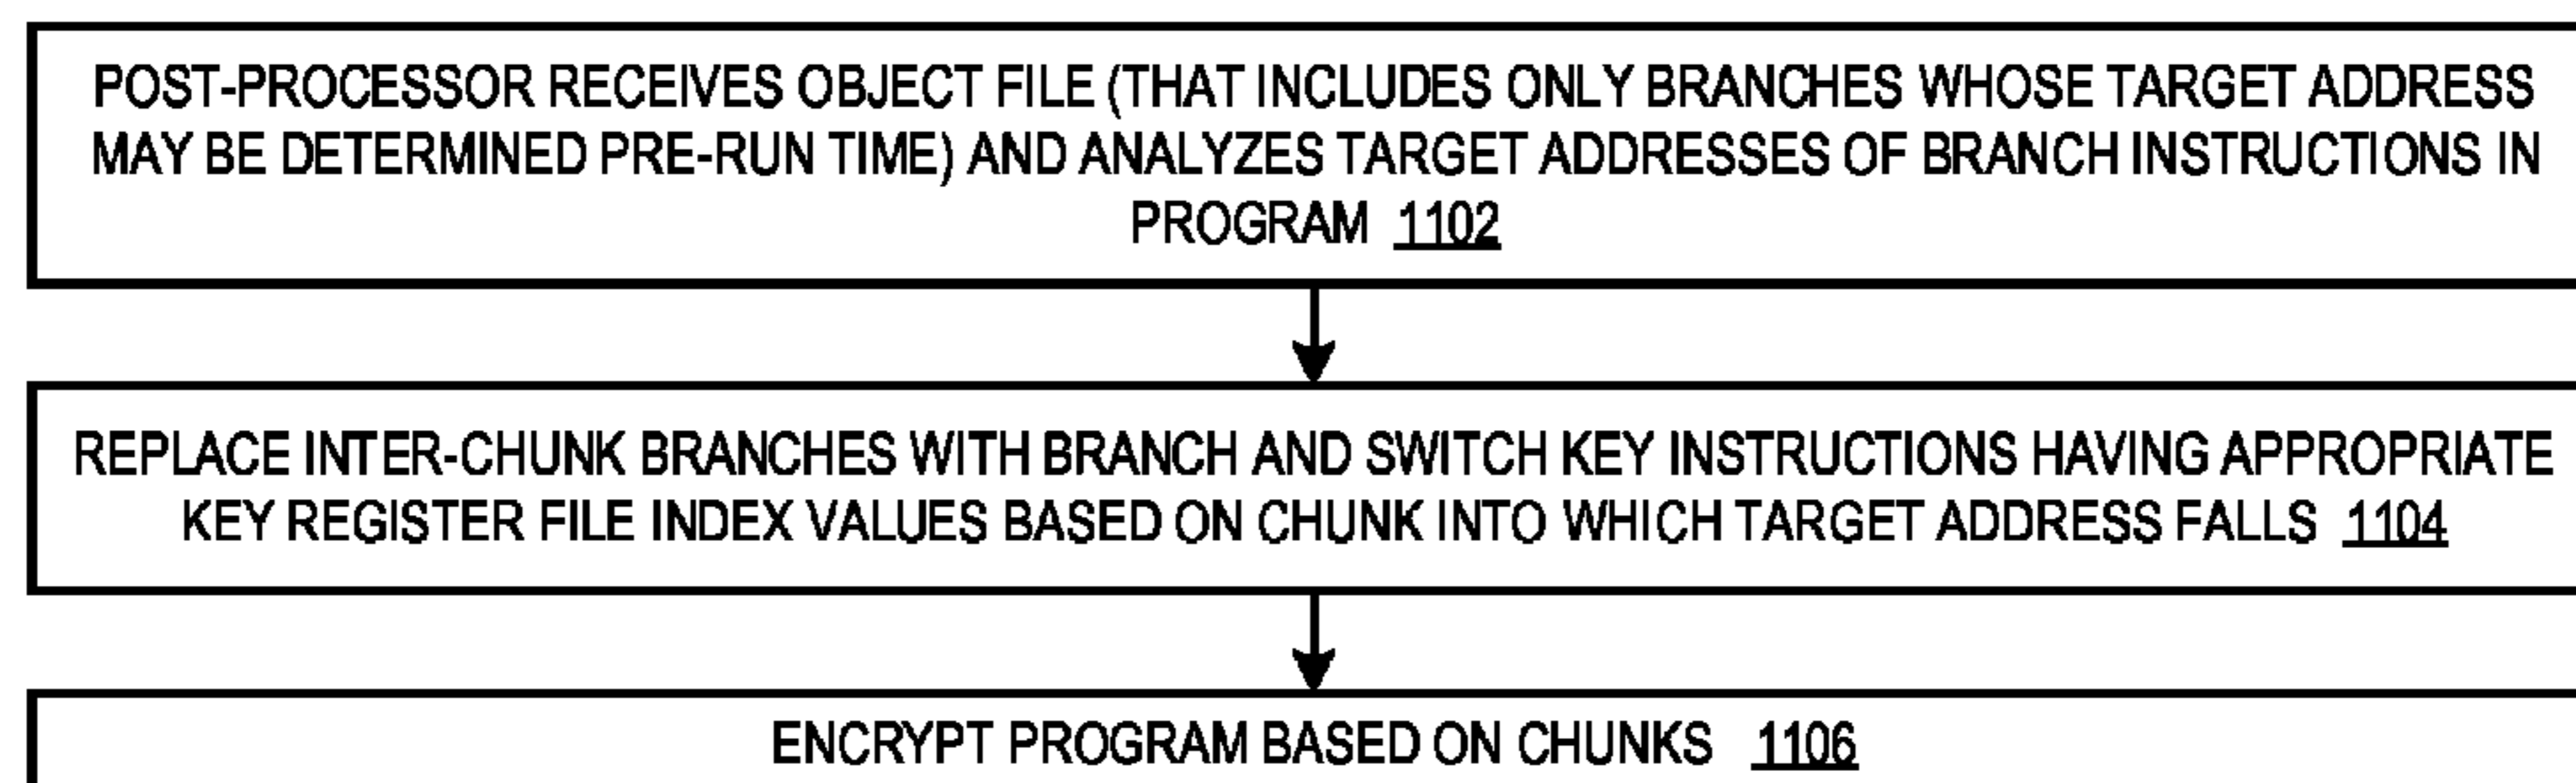 POST-PROCESSOR RECEIVES OBJECT FILE (THAT INCLUDES ONLY BRANCHES WHOSE TARGET ADDRESS
MAY BE DETERMINED PRE-RUN TIME) AND ANALYZES TARGET ADDRESSES OF BRANCH INSTRUCTIONS IN
PROGRAM 1102
REPLACE INTER-CHUNK BRANCHES WITH BRANCH AND SWITCH KEY INSTRUCTIONS HAVING APPROPRIATE
KEY REGISTER FILE INDEX VALUES BASED ON CHUNK INTO WHICH TARGET ADDRESS FALLS 1104
ENCRYPT PROGRAM BASED ON CHUNKS 1106